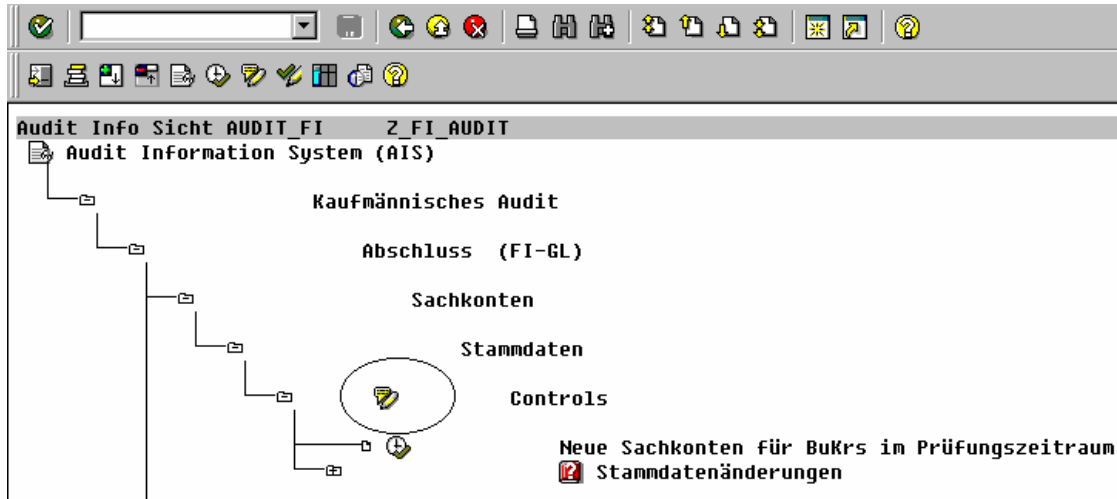 Audit Info Sicht AUDIT_FI Z_FI_AUDIT
Audit Information System (AIS)
Kaufmännisches Audit
Abschluss (FI-GL)
Sachkonten
Stammdaten
Controls
Neue Sachkonten für BuKrs im Prüfungszeitraum
Stammdatenänderungen